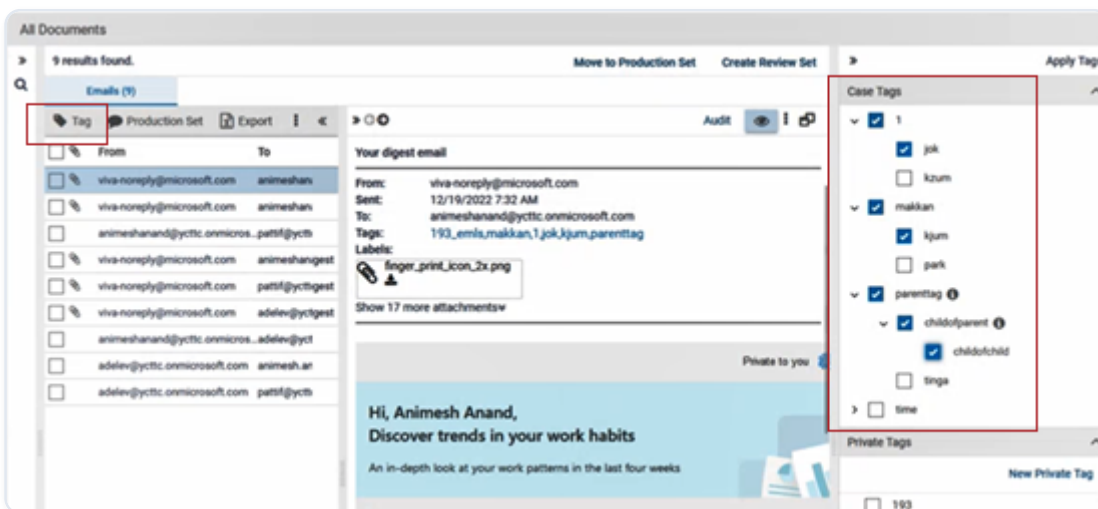 All Documents
9 results found.
Move to Production Set
Create Review Set
Emails (9)
Tag
Production Set
Export
From
To
viva-noreply@microsoft.com animeshan
viva-noreply@microsoft.com animeshan
animeshanand@ycttc.onmicros... pattif@yctt
viva-noreply@microsoft.com animeshangest
viva-noreply@microsoft.com pattif@ycttgest
viva-noreply@microsoft.com adelev@yctgest
animeshanand@ycttc.onmicros... adelev@yct
adelev@ycttc.onmicrosoft.com animesh.an
adelev@ycttc.onmicrosoft.com pattif@yctt
Audit
Your digest email
From: viva-noreply@microsoft.com
Sent: 12/19/2022 7:32 AM
To: animeshanand@ycttc.onmicrosoft.com
Tags: 193_emls,makkan,1,jok,kjum,parenttag
Labels:
finger_print_icon_2x.png
Show 17 more attachments
Private to you
Hi, Animesh Anand,
Discover trends in your work habits
An in-depth look at your work patterns in the last four weeks
Apply Tag
Case Tags
1
jok
kzum
makkan
kjum
park
parenttag
childofparent
childofchild
tinga
time
Private Tags
New Private Tag
193